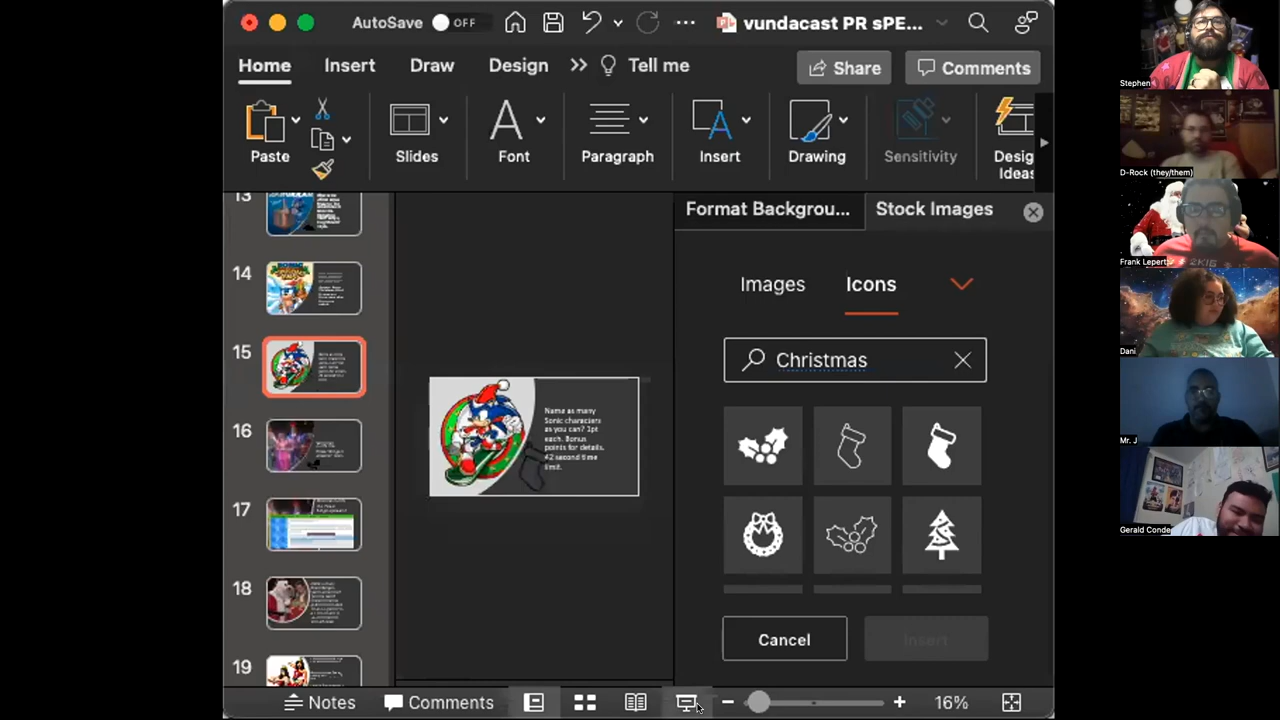 AutoSave OFF
vundacast PR sPE...
Home Insert Draw Design Tell me
Share Comments
Paste Slides Font Paragraph Insert Drawing Sensitivity Design Ideas
13
14
15
16
17
18
19
Name as many
Sonic characters
as you can? 1pt
each. Bonus
points for details.
42 second time
limit.
Format Backgrou... Stock Images
Images Icons
Christmas
Cancel Insert
Notes Comments 16%
Stephen
D-Rock (they/them)
Frank Lepert
2K16
Dani
Mr. J
Gerald Conde